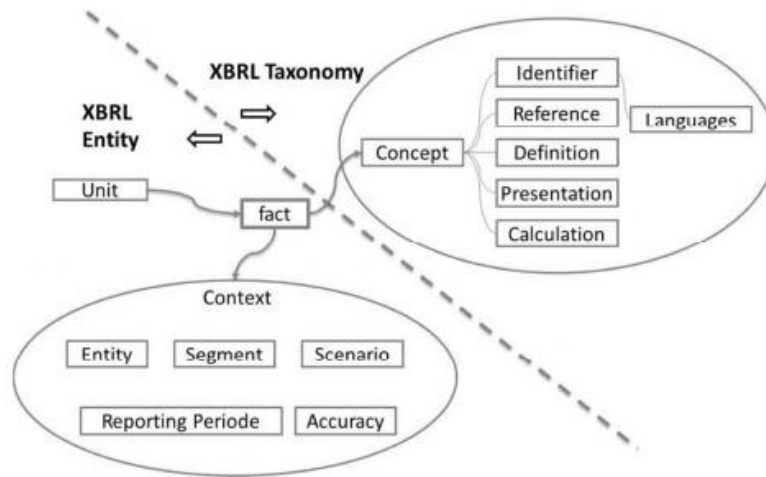 XBRL Taxonomy
XBRL
Entity
Identifier
Reference
Languages
Concept
Definition
Unit
Presentation
fact
Calculation
Context
Entity
Segment
Scenario
Reporting Periode
Accuracy